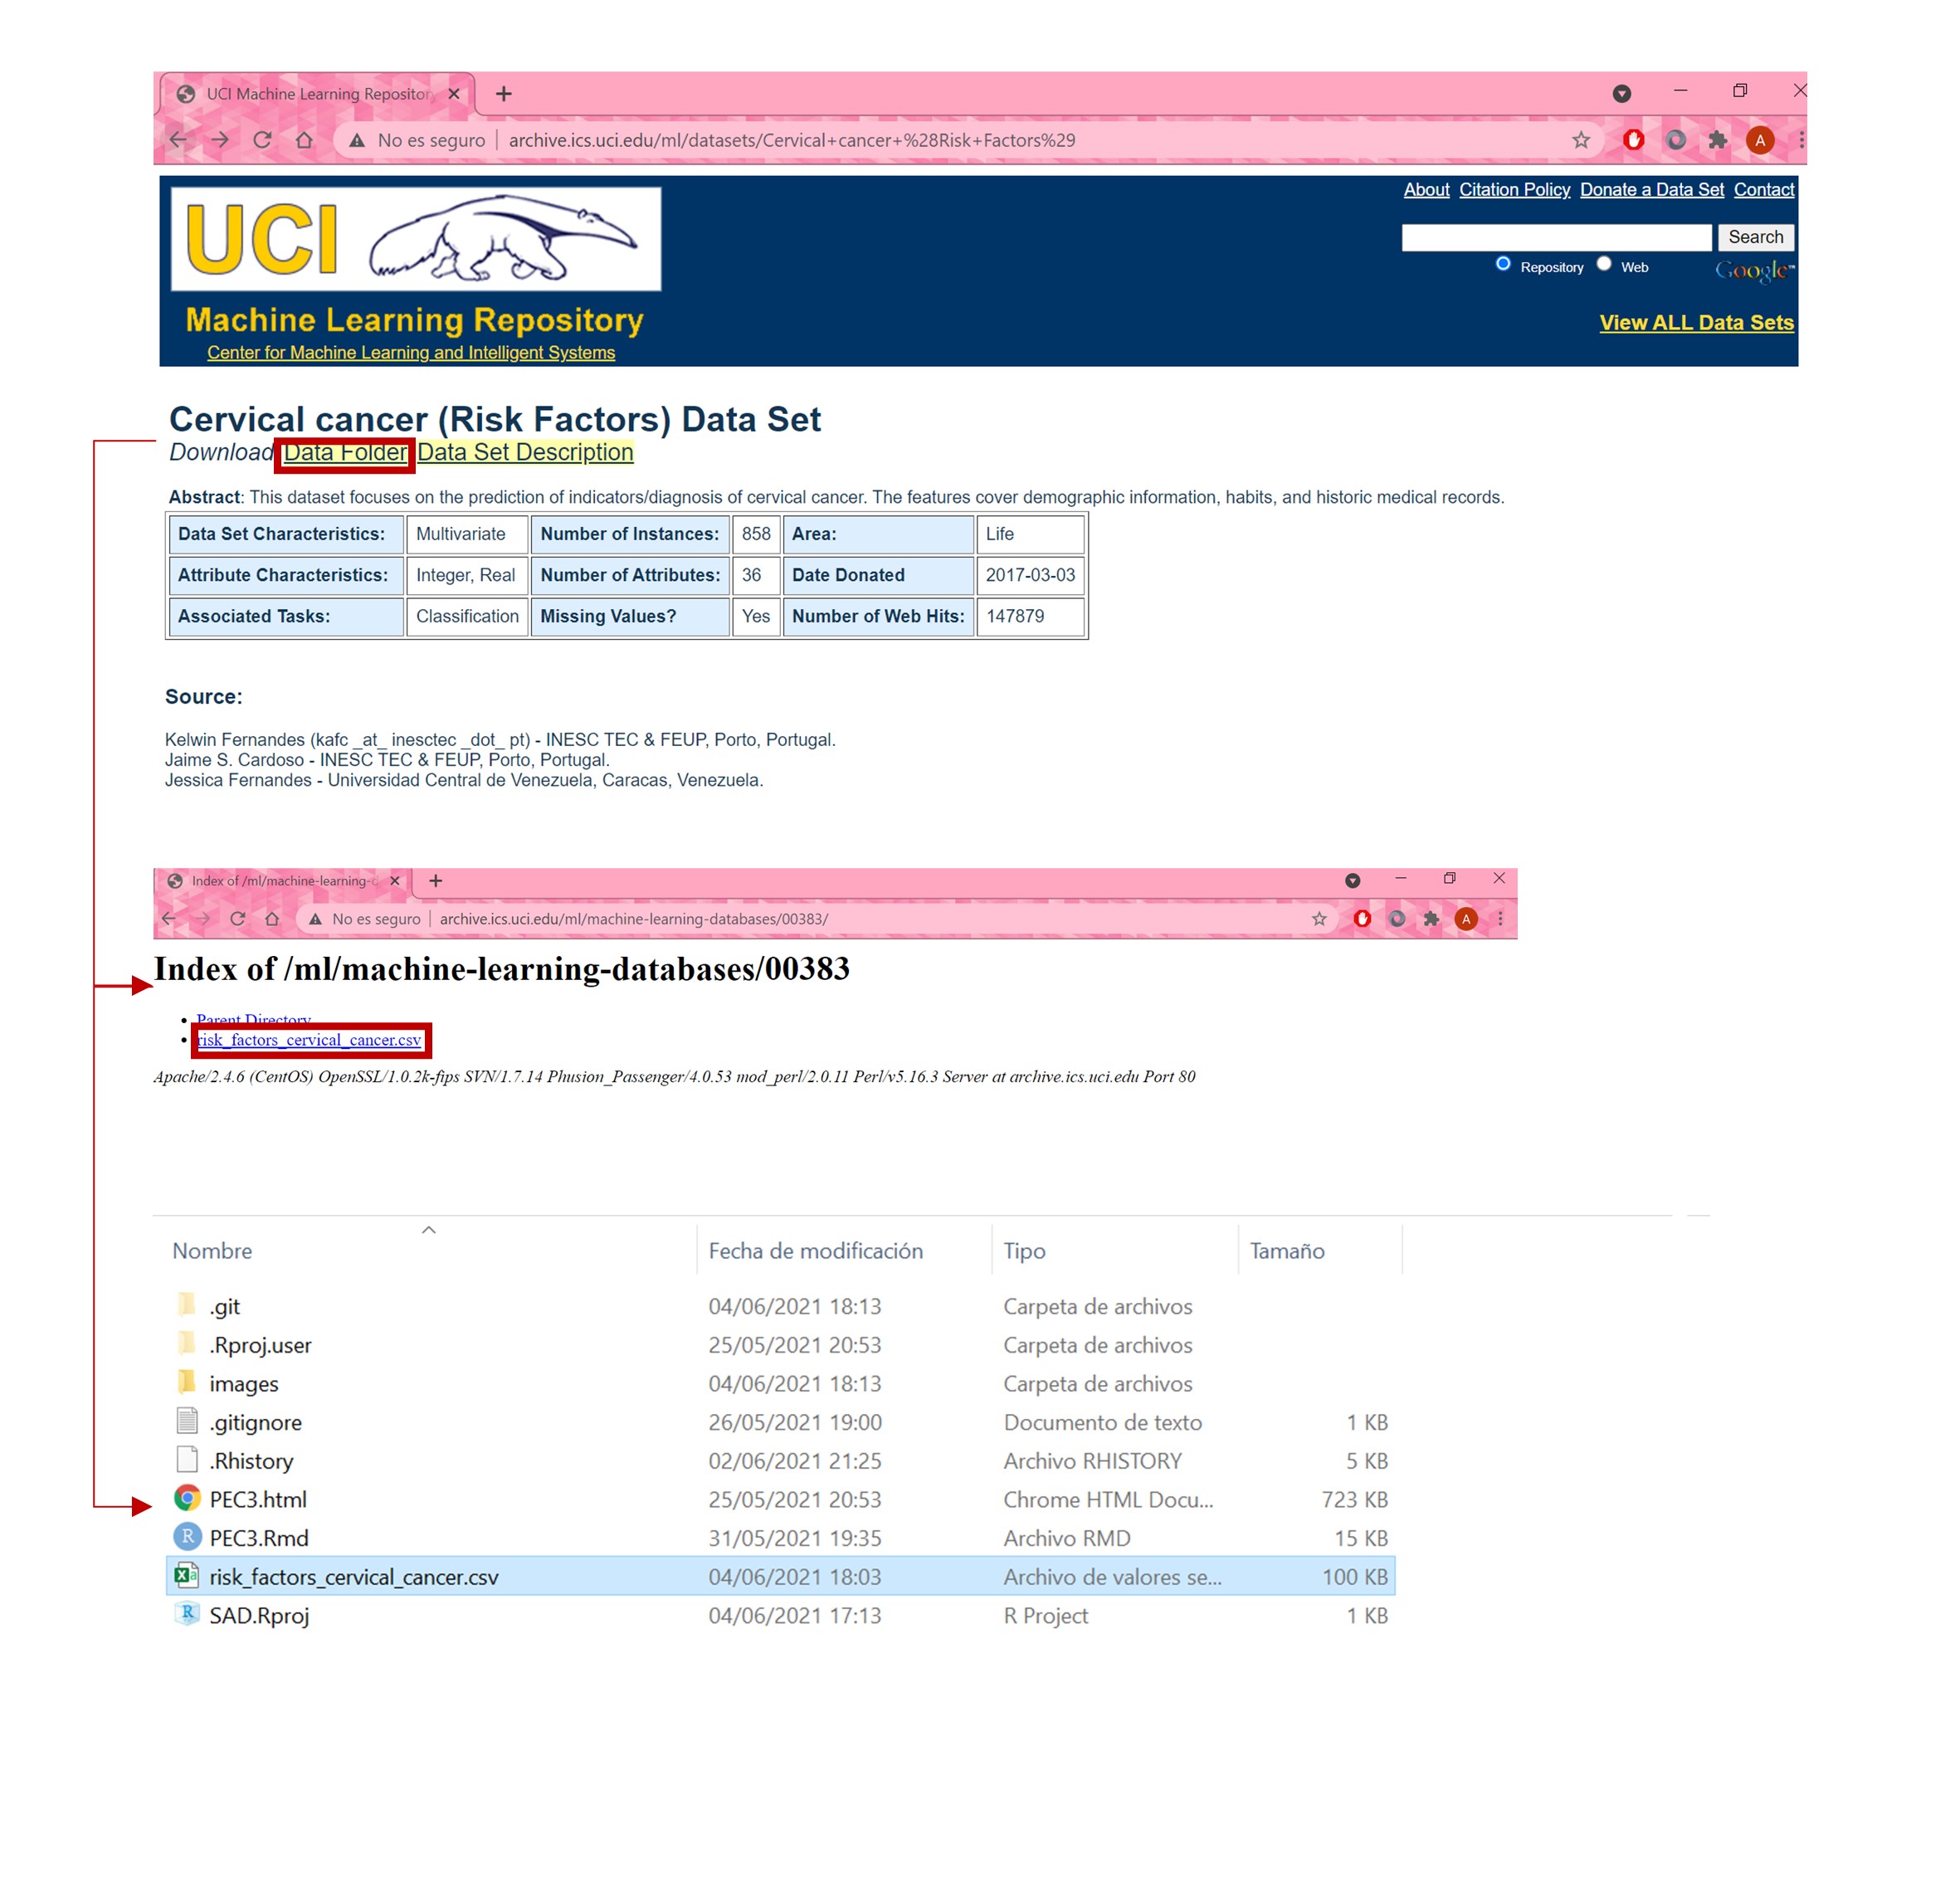 UCI Machine Learning Repository
No es seguro | archive.ics.uci.edu/ml/datasets/Cervical+cancer+%28Risk+Factors%29
A
UCI
Machine Learning Repository
Center for Machine Learning and Intelligent Systems
About Citation Policy Donate a Data Set Contact
Search
Repository Web Google™
View ALL Data Sets
Cervical cancer (Risk Factors) Data Set
Download Data Folder Data Set Description
Abstract: This dataset focuses on the prediction of indicators/diagnosis of cervical cancer. The features cover demographic information, habits, and historic medical records.
Data Set Characteristics: Multivariate Number of Instances: 858 Area: Life
Attribute Characteristics: Integer, Real Number of Attributes: 36 Date Donated 2017-03-03
Associated Tasks: Classification Missing Values? Yes Number of Web Hits: 147879
Source:
Kelwin Fernandes (kafc _at_ inesctec _dot_ pt) - INESC TEC & FEUP, Porto, Portugal.
Jaime S. Cardoso - INESC TEC & FEUP, Porto, Portugal.
Jessica Fernandes - Universidad Central de Venezuela, Caracas, Venezuela.
Index of /ml/machine-learning-d
No es seguro | archive.ics.uci.edu/ml/machine-learning-databases/00383/
A
Index of /ml/machine-learning-databases/00383
• Parent Directory
• risk_factors_cervical_cancer.csv
Apache/2.4.6 (CentOS) OpenSSL/1.0.2k-fips SVN/1.7.14 Phusion_Passenger/4.0.53 mod_perl/2.0.11 Perl/v5.16.3 Server at archive.ics.uci.edu Port 80
Nombre Fecha de modificación Tipo Tamaño
.git 04/06/2021 18:13 Carpeta de archivos
.Rproj.user 25/05/2021 20:53 Carpeta de archivos
images 04/06/2021 18:13 Carpeta de archivos
.gitignore 26/05/2021 19:00 Documento de texto 1 KB
.Rhistory 02/06/2021 21:25 Archivo RHISTORY 5 KB
PEC3.html 25/05/2021 20:53 Chrome HTML Docu... 723 KB
R PEC3.Rmd 31/05/2021 19:35 Archivo RMD 15 KB
risk_factors_cervical_cancer.csv 04/06/2021 18:03 Archivo de valores se... 100 KB
R SAD.Rproj 04/06/2021 17:13 R Project 1 KB